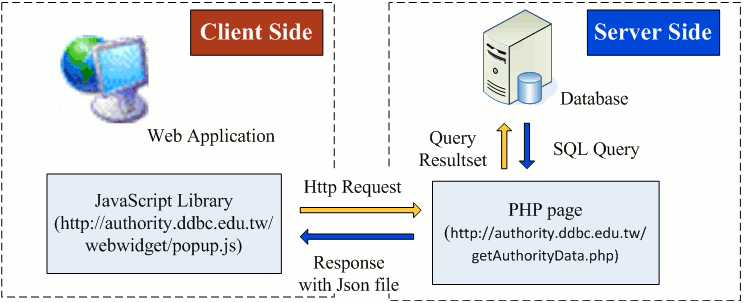 Client Side
Server Side
Web Application
Database
Query
Resultset
SQL Query
JavaScript Library
(http://authority.ddbc.edu.tw/
webwidget/popup.js)
Http Request
Response
with Json file
PHP page
(http://authority.ddbc.edu.tw/
getAuthorityData.php)